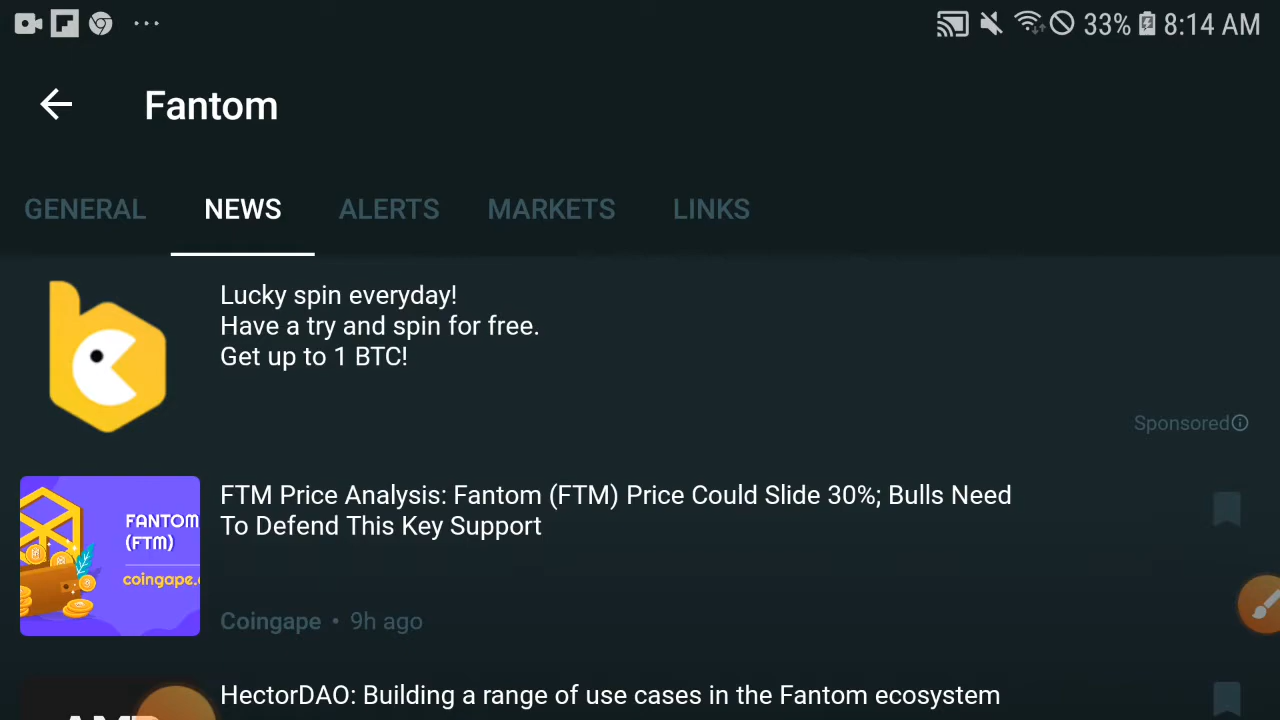 33% 8:14 AM
Fantom
GENERAL NEWS ALERTS MARKETS LINKS
Lucky spin everyday!
Have a try and spin for free.
Get up to 1 BTC!
Sponsored
FTM Price Analysis: Fantom (FTM) Price Could Slide 30%; Bulls Need
To Defend This Key Support
FANTOM
(FTM)
coingape.
Coingape • 9h ago
HectorDAO: Building a range of use cases in the Fantom ecosystem